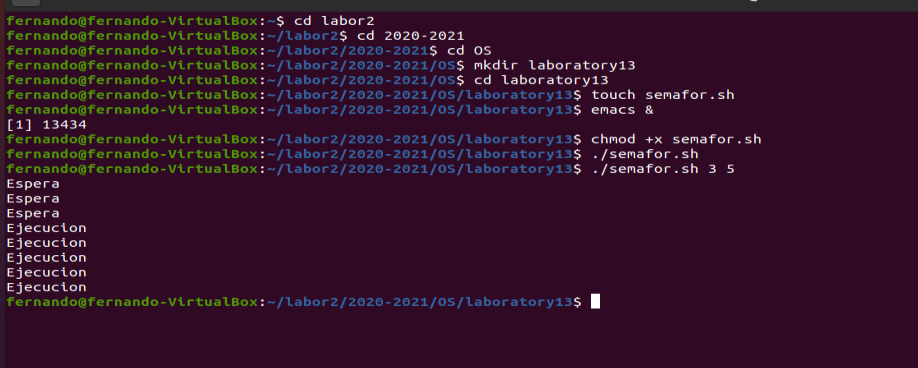 fernando@fernando-VirtualBox:~$ cd labor2
fernando@fernando-VirtualBox:~/labor2$ cd 2020-2021
fernando@fernando-VirtualBox:~/labor2/2020-2021$ cd OS
fernando@fernando-VirtualBox:~/labor2/2020-2021/OS$ mkdir laboratory13
fernando@fernando-VirtualBox:~/labor2/2020-2021/OS$ cd laboratory13
fernando@fernando-VirtualBox:~/labor2/2020-2021/OS/laboratory13$ touch semafor.sh
fernando@fernando-VirtualBox:~/labor2/2020-2021/OS/laboratory13$ emacs &
[1] 13434
fernando@fernando-VirtualBox:~/labor2/2020-2021/OS/laboratory13$ chmod +x semafor.sh
fernando@fernando-VirtualBox:~/labor2/2020-2021/OS/laboratory13$ ./semafor.sh
fernando@fernando-VirtualBox:~/labor2/2020-2021/OS/laboratory13$ ./semafor.sh 3 5
Espera
Espera
Espera
Ejecucion
Ejecucion
Ejecucion
Ejecucion
Ejecucion
fernando@fernando-VirtualBox:~/labor2/2020-2021/OS/laboratory13$